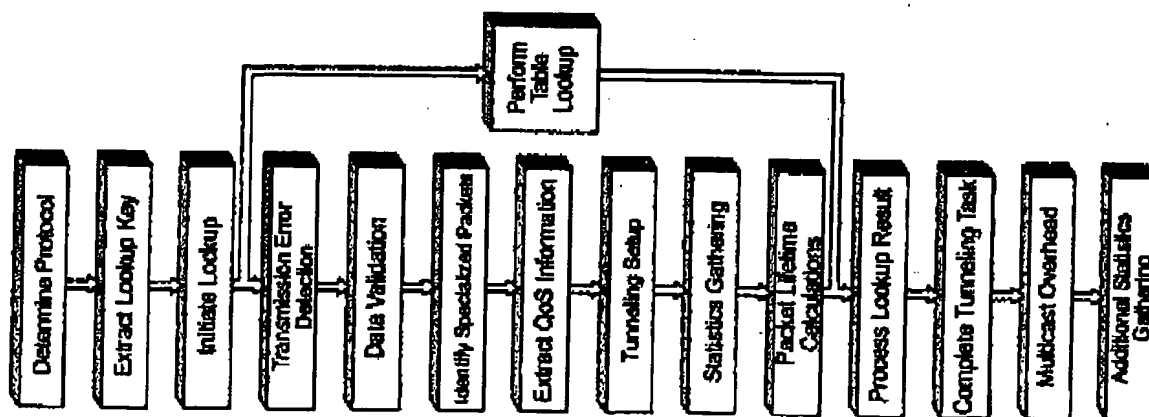 Determine Protocol
Extract Lookup Key
Initiate Lookup
Transmission Error
Detection
Data Validation
Identify Specialized Packets
Extract QoS Information
Tunneling Setup
Statistics Gathering
Packet Lifetime
Calculations
Perform
Table
Lookup
Process Lookup Result
Complete Tunneling Task
Multicast Overhead
Additional Statistics
Gathering